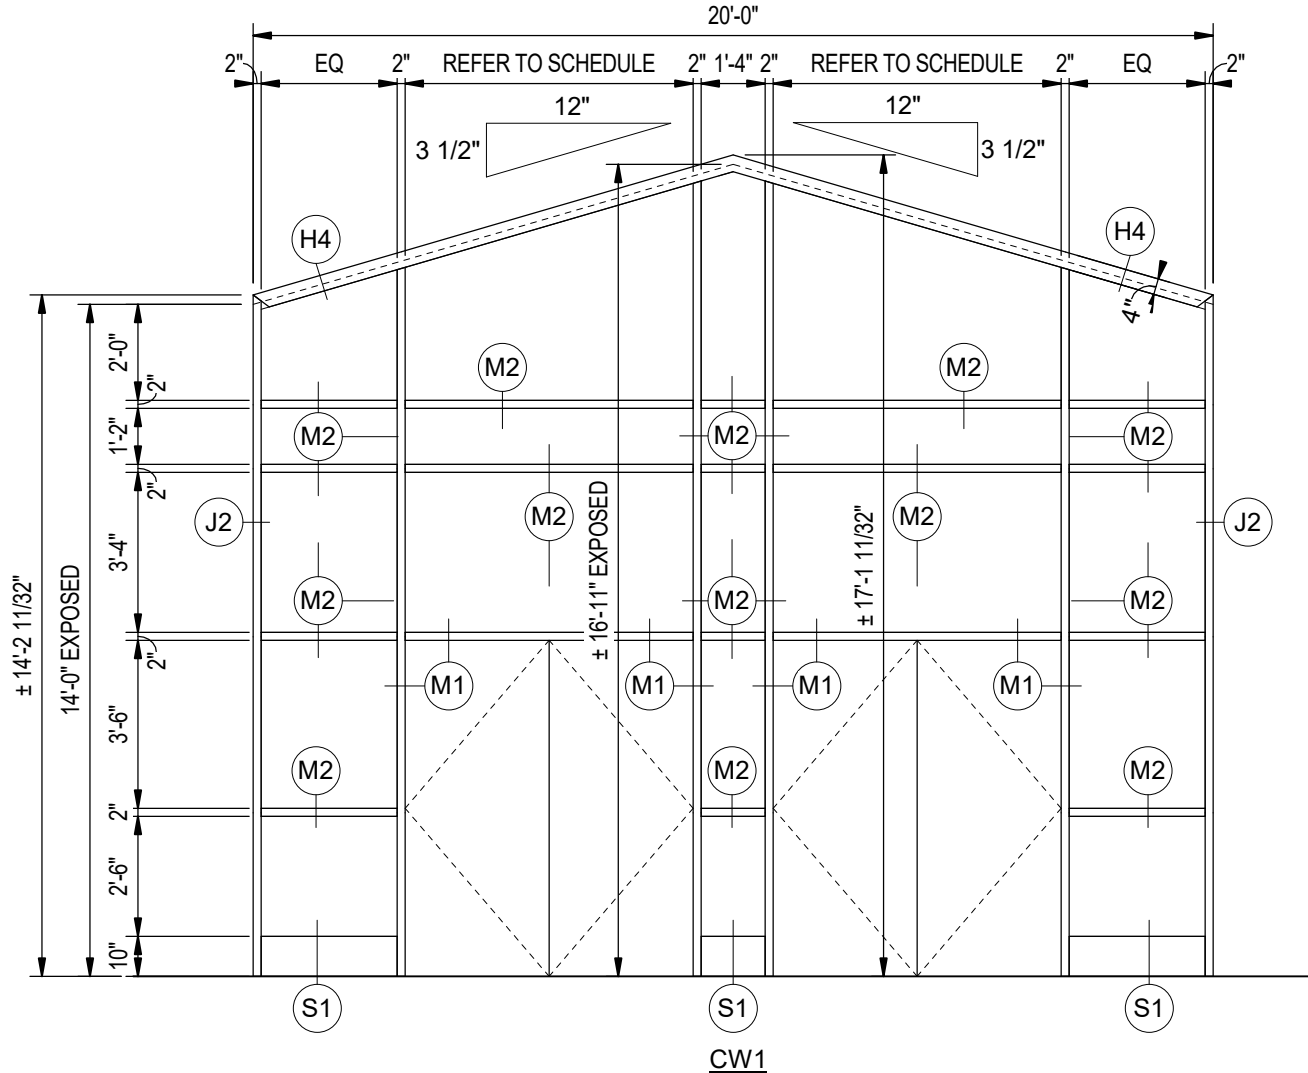 20'-0"
2" EQ 2" REFER TO SCHEDULE 2" 1'-4" 2" REFER TO SCHEDULE 2" EQ 2"
12" 12"
3 1/2" 3 1/2"
H4 H4
4"
2'-0"
M2 M2
2"
1'-2"
M2 M2 M2
2"
J2 M2 M2 J2
3'-4"
± 14'-2 11/32"
14'-0" EXPOSED
± 16'-11" EXPOSED
± 17'-1 11/32"
M2 M2 M2
2"
M1 M1 M1 M1
3'-6"
M2 M2 M2
2"
2'-6"
10"
S1 S1 S1
CW1